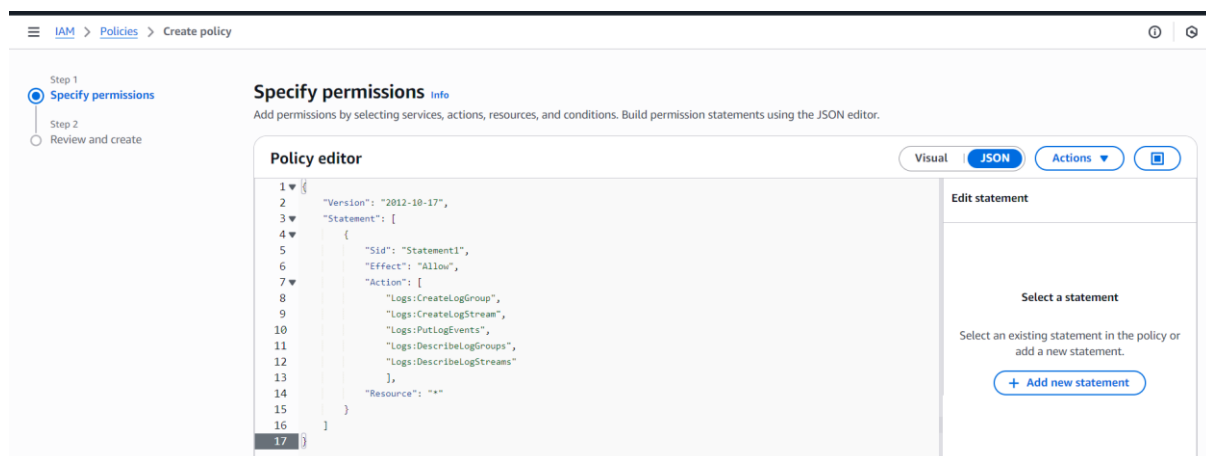 IAM > Policies > Create policy
Step 1
Specify permissions
Step 2
Review and create
Specify permissions Info
Add permissions by selecting services, actions, resources, and conditions. Build permission statements using the JSON editor.
Policy editor
Visual | JSON Actions ▼
1 {
2 "Version": "2012-10-17",
3 "Statement": [
4 {
5 "Sid": "Statement1",
6 "Effect": "Allow",
7 "Action": [
8 "Logs:CreateLogGroup",
9 "Logs:CreateLogStream",
10 "Logs:PutLogEvents",
11 "Logs:DescribeLogGroups",
12 "Logs:DescribeLogStreams"
13 ],
14 "Resource": "*"
15 }
16 ]
17 }
Edit statement
Select a statement
Select an existing statement in the policy or
add a new statement.
+ Add new statement